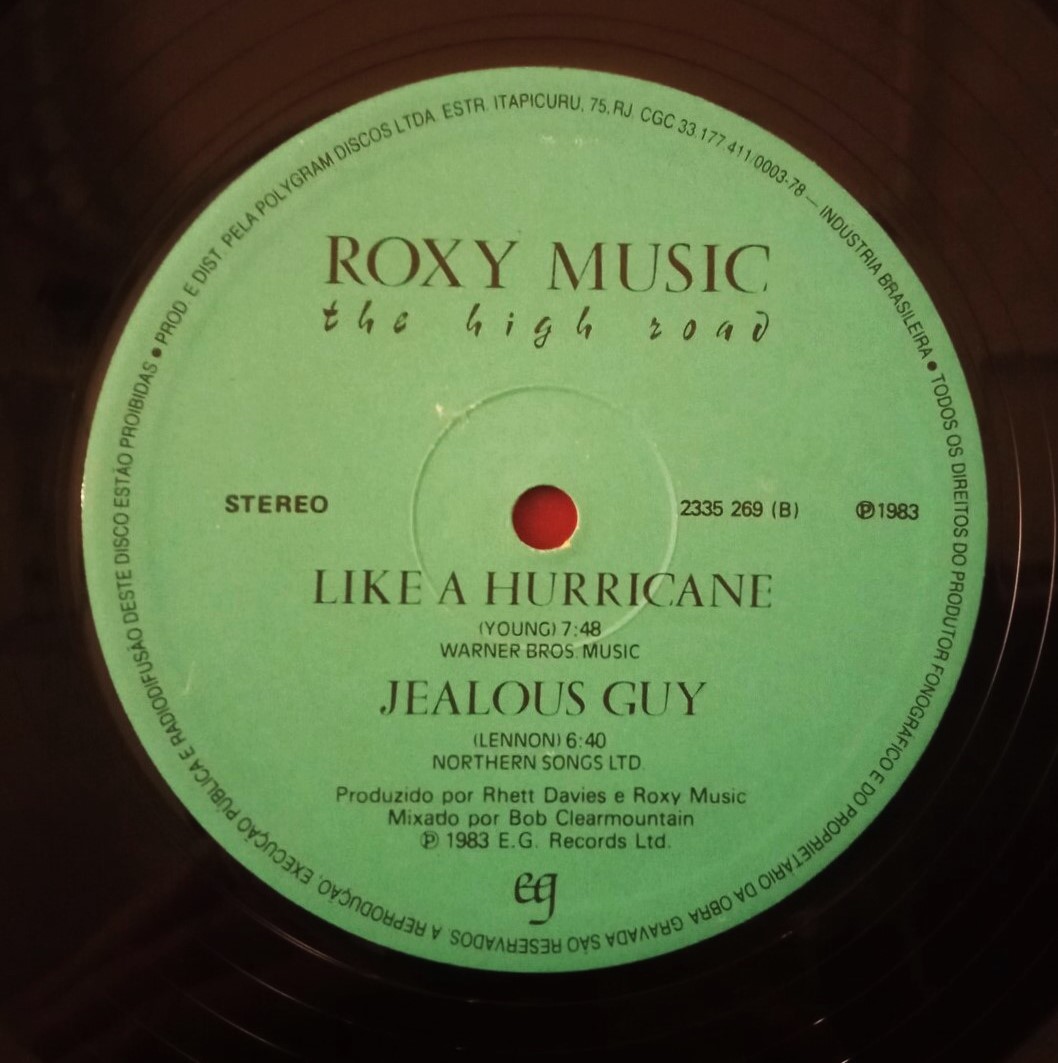 • PROD. E DIST. PELA POLYGRAM DISCOS LTDA. ESTR. ITAPICURU, 75, RJ. CGC 33.177.411/0003-78 — INDUSTRIA BRASILEIRA • TODOS OS DIREITOS DO PRODUTOR FONOGRAFICO E DO PROPRIETARIO DA OBRA GRAVADA SÃO RESERVADOS. A REPRODUÇÃO, EXECUÇÃO PÚBLICA E RADIODIFUSÃO DESTE DISCO ESTÃO PROIBIDAS
ROXY MUSIC
the high road
STEREO 2335 269 (B) ℗1983
LIKE A HURRICANE
(YOUNG) 7:48
WARNER BROS. MUSIC
JEALOUS GUY
(LENNON) 6:40
NORTHERN SONGS LTD.
Produzido por Rhett Davies e Roxy Music
Mixado por Bob Clearmountain
℗ 1983 E.G. Records Ltd.
eg